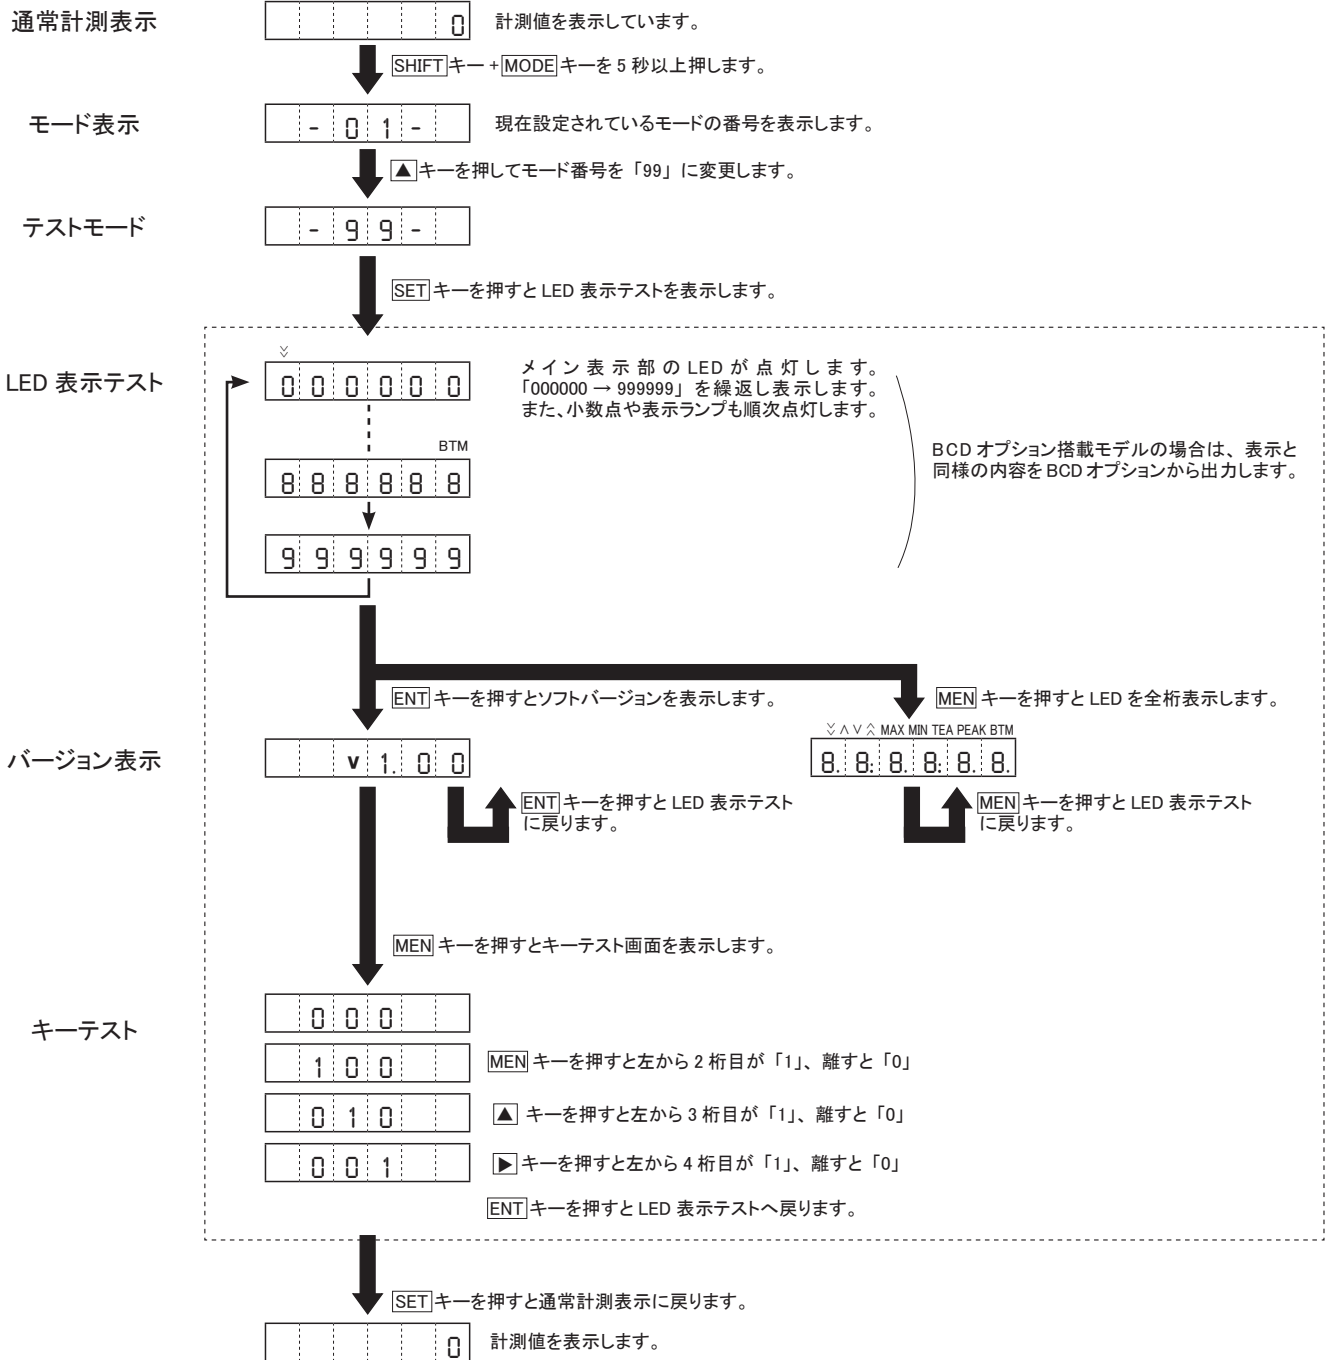 通常計測表示
0
計測値を表示しています。
SHIFTキー + MODEキーを 5 秒以上押します。
モード表示
- 0 1 -
現在設定されているモードの番号を表示します。
▲キーを押してモード番号を「99」に変更します。
テストモード
- 9 9 -
SETキーを押すと LED 表示テストを表示します。
LED 表示テスト
0 0 0 0 0 0
メイン表示部のLEDが点灯します。
「000000 → 999999」を繰返し表示します。
また、小数点や表示ランプも順次点灯します。
BTM
8 8 8 8 8 8
9 9 9 9 9 9
BCD オプション搭載モデルの場合は、表示と
同様の内容を BCD オプションから出力します。
ENTキーを押すとソフトバージョンを表示します。
MENキーを押すと LED を全桁表示します。
バージョン表示
v 1. 0 0
MAX MIN TEA PEAK BTM
8. 8: 8. 8: 8. 8.
ENTキーを押すと LED 表示テスト
に戻ります。
MENキーを押すと LED 表示テスト
に戻ります。
MENキーを押すとキーテスト画面を表示します。
キーテスト
0 0 0
1 0 0
MENキーを押すと左から 2 桁目が「1」、離すと「0」
0 1 0
▲ キーを押すと左から 3 桁目が「1」、離すと「0」
0 0 1
▶キーを押すと左から 4 桁目が「1」、離すと「0」
ENTキーを押すと LED 表示テストへ戻ります。
SETキーを押すと通常計測表示に戻ります。
0
計測値を表示します。